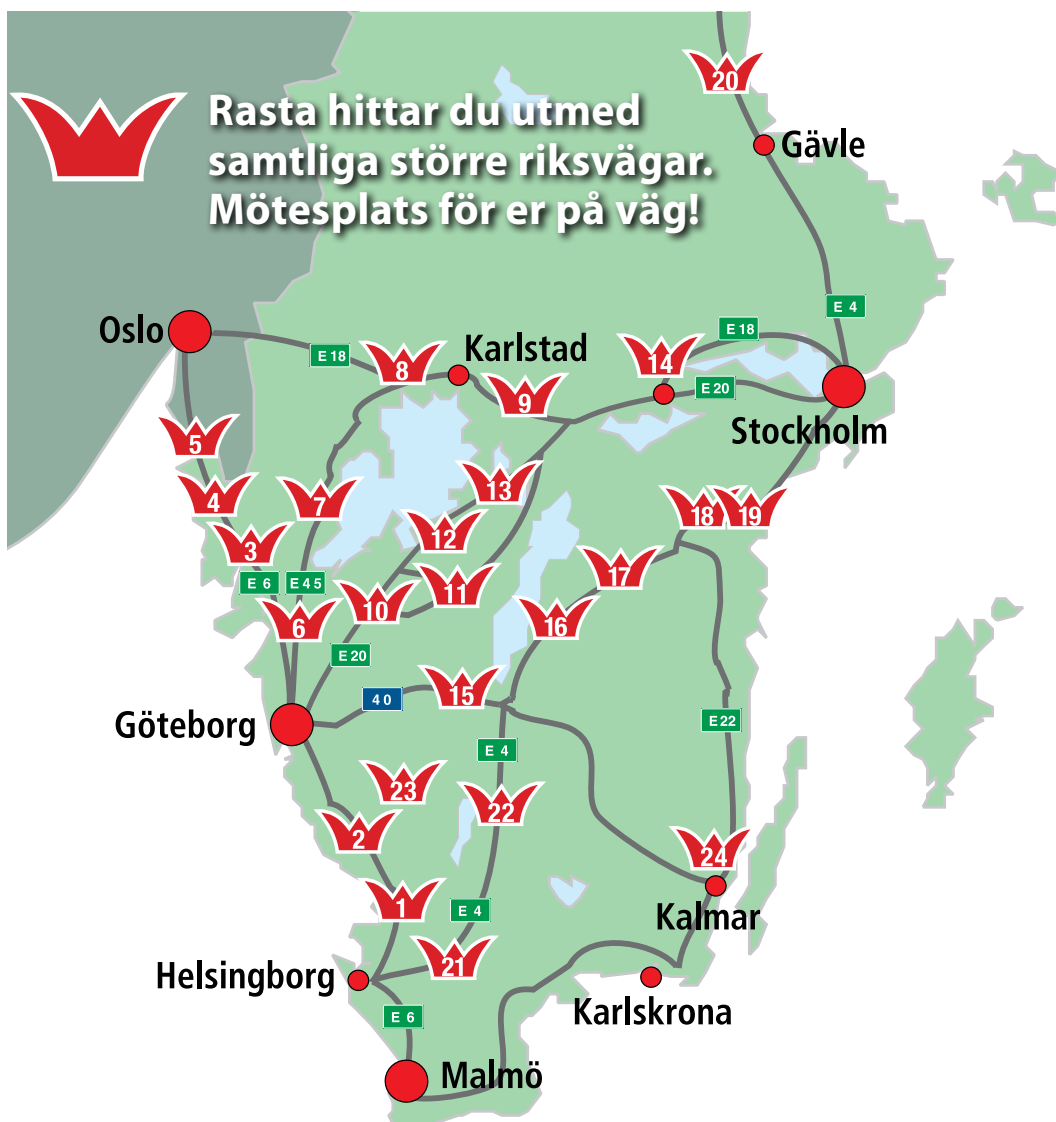 20
Rasta hittar du utmed
samtliga större riksvägar.
Mötesplats för er på väg!
Gävle
E 4
Oslo
E 18
E 18
8
Karlstad
14
9
E 20
Stockholm
5
4
7
13
18
19
3
12
E 6
E 45
11
17
10
6
16
E 20
15
40
Göteborg
E 22
E 4
23
22
2
24
1
E 4
Kalmar
21
Helsingborg
Karlskrona
E 6
Malmö